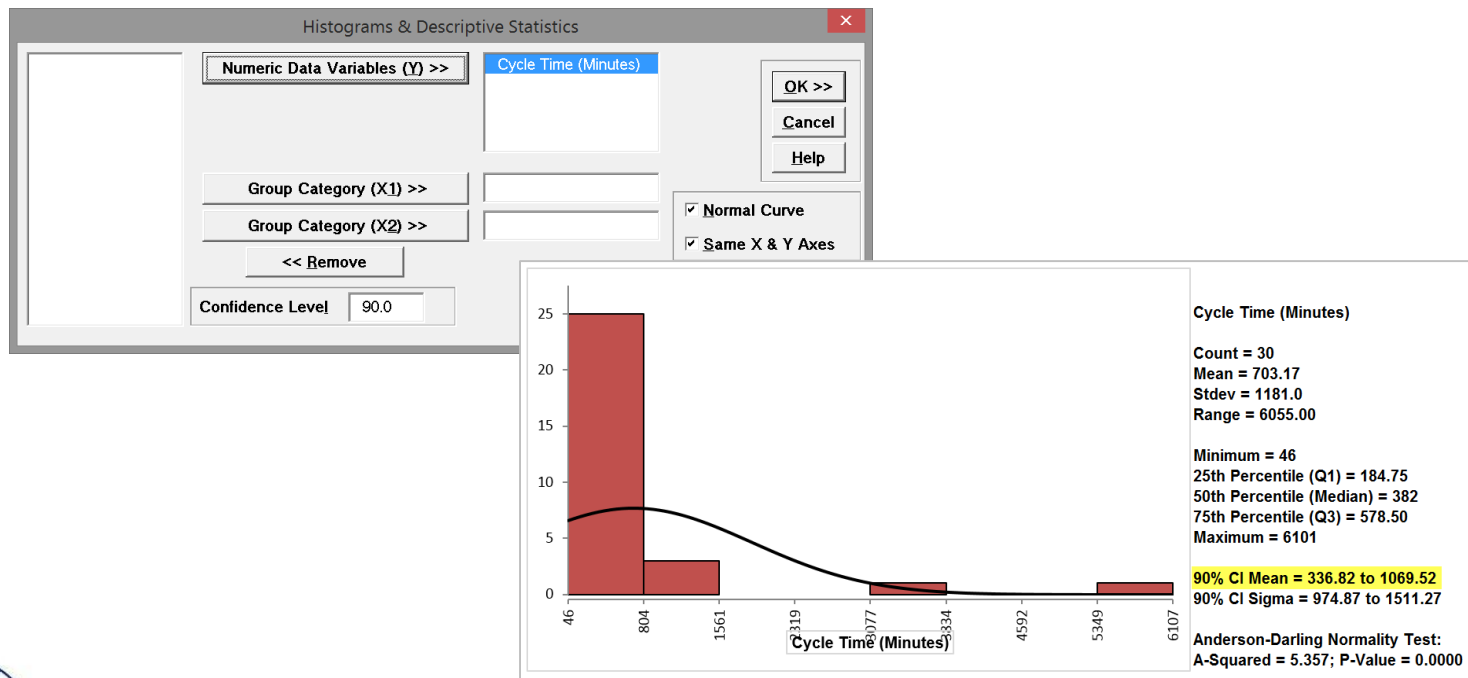 Histograms & Descriptive Statistics
Numeric Data Variables (Y) >>
Cycle Time (Minutes)
OK >>
Cancel
Help
Group Category (X1) >>
Group Category (X2) >>
<< Remove
Normal Curve
Same X & Y Axes
Confidence Level 90.0
25
20
15
10
5
0
46 804 1561 2319 3077 3834 4592 5349 6107
Cycle Time (Minutes)
Cycle Time (Minutes)
Count = 30
Mean = 703.17
Stdev = 1181.0
Range = 6055.00
Minimum = 46
25th Percentile (Q1) = 184.75
50th Percentile (Median) = 382
75th Percentile (Q3) = 578.50
Maximum = 6101
90% CI Mean = 336.82 to 1069.52
90% CI Sigma = 974.87 to 1511.27
Anderson-Darling Normality Test:
A-Squared = 5.357; P-Value = 0.0000